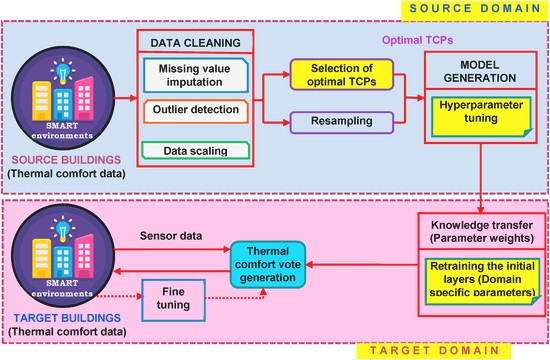 SOURCE DOMAIN
DATA CLEANING
Optimal TCPs
Missing value
imputation
Outlier detection
Data scaling
Selection of
optimal TCPs
Resampling
MODEL
GENERATION
Hyperparameter
tuning
SMART
environments
SOURCE BUILDINGS
(Thermal comfort data)
Sensor data
Thermal
comfort vote
generation
Knowledge transfer
(Parameter weights)
Retraining the initial
layers (Domain
specific parameters)
SMART
environments
Fine
tuning
TARGET BUILDINGS
(Thermal comfort data)
TARGET DOMAIN